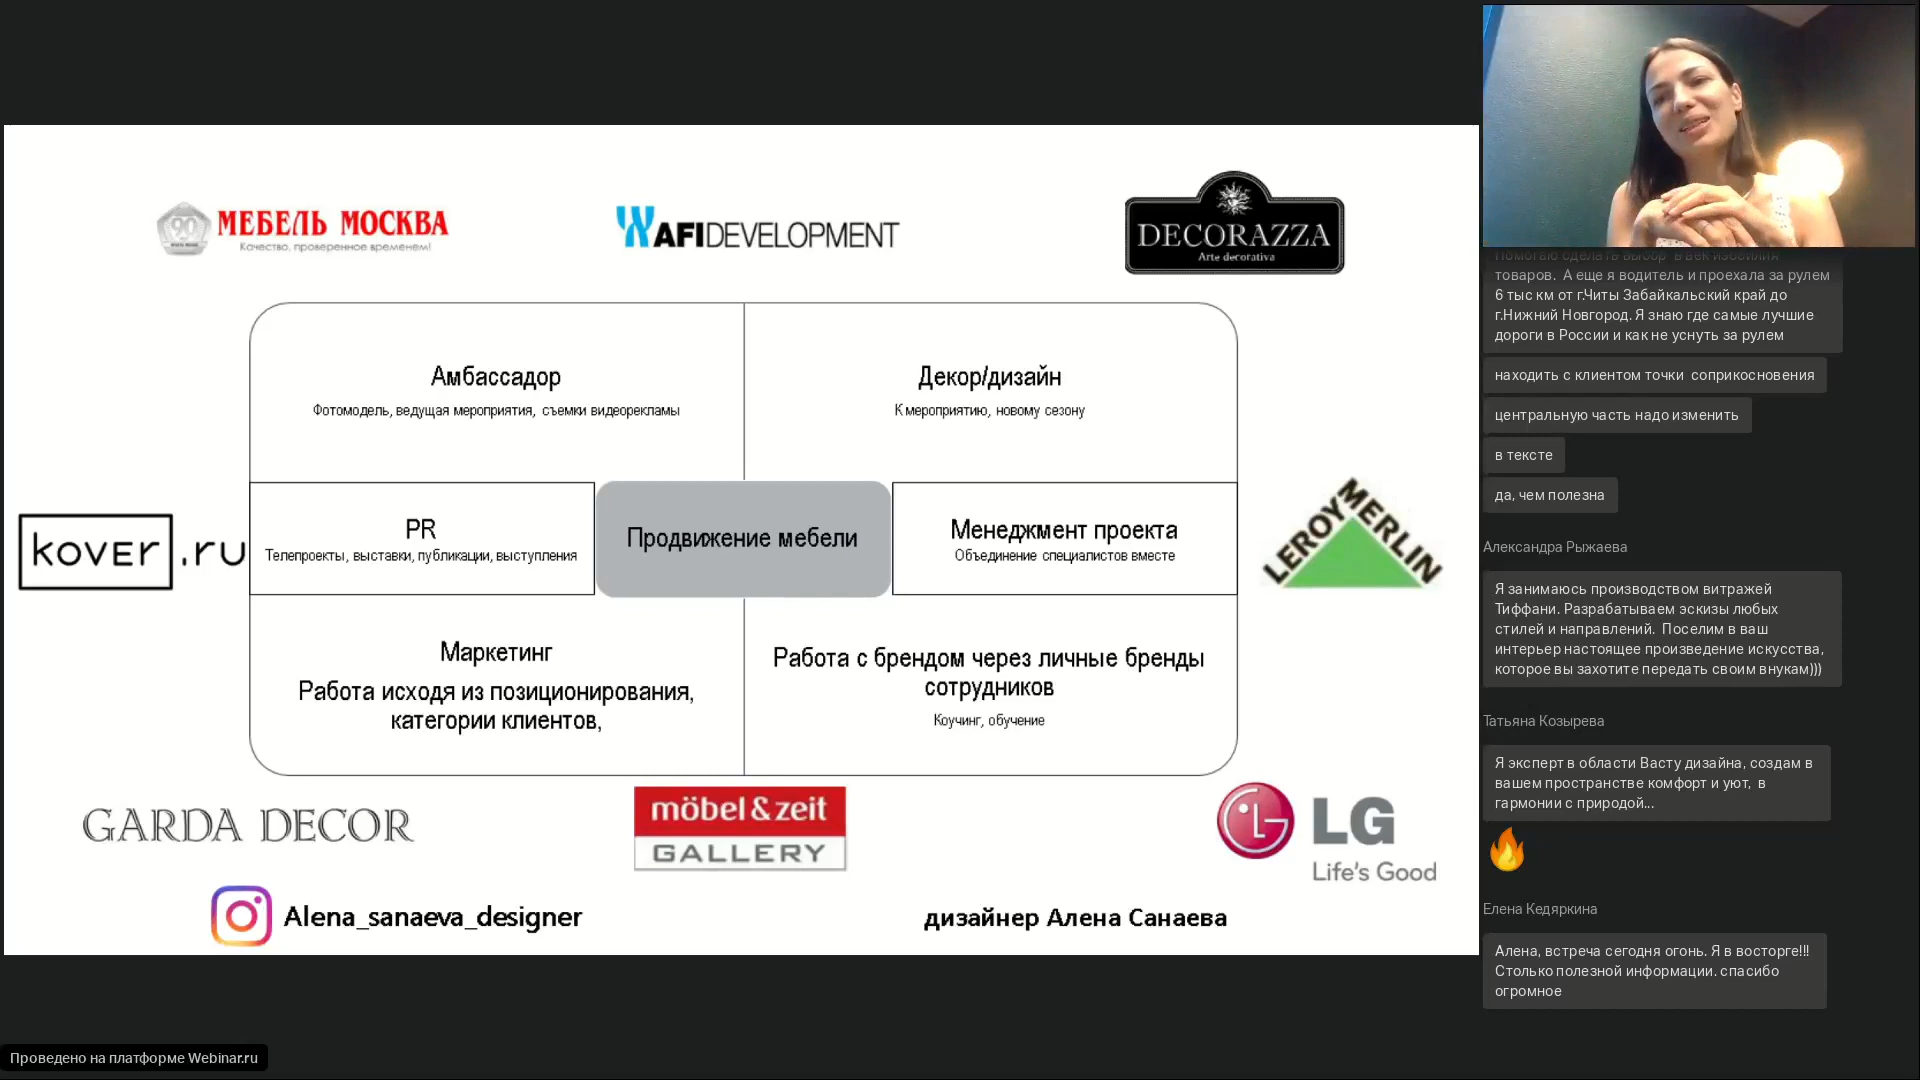 90
МЕБЕЛЬ МОСКВА
Качество, проверенное временем!
AFIDEVELOPMENT
DECORAZZA
Arte decorativa
Амбассадор
Фотомодель, ведущая мероприятия, съемки видеорекламы
Декор/дизайн
К мероприятию, новому сезону
kover.ru
PR
Телепроекты, выставки, публикации, выступления
Продвижение мебели
Менеджмент проекта
Объединение специалистов вместе
LEROY MERLIN
Маркетинг
Работа исходя из позиционирования,
категории клиентов,
Работа с брендом через личные бренды
сотрудников
Коучинг, обучение
GARDA DECOR
möbel & zeit
GALLERY
LG
Life's Good
Alena_sanaeva_designer
дизайнер Алена Санаева
Помогаю сделать выбор в век изобилия
товаров. А еще я водитель и проехала за рулем
6 тыс км от г.Читы Забайкальский край до
г.Нижний Новгород. Я знаю где самые лучшие
дороги в России и как не уснуть за рулем
находить с клиентом точки соприкосновения
центральную часть надо изменить
в тексте
да, чем полезна
Александра Рыжаева
Я занимаюсь производством витражей
Тиффани. Разрабатываем эскизы любых
стилей и направлений. Поселим в ваш
интерьер настоящее произведение искусства,
которое вы захотите передать своим внукам)))
Татьяна Козырева
Я эксперт в области Васту дизайна, создам в
вашем пространстве комфорт и уют, в
гармонии с природой...
Елена Кедяркина
Алена, встреча сегодня огонь. Я в восторге!!!
Столько полезной информации. спасибо
огромное
Проведено на платформе Webinar.ru